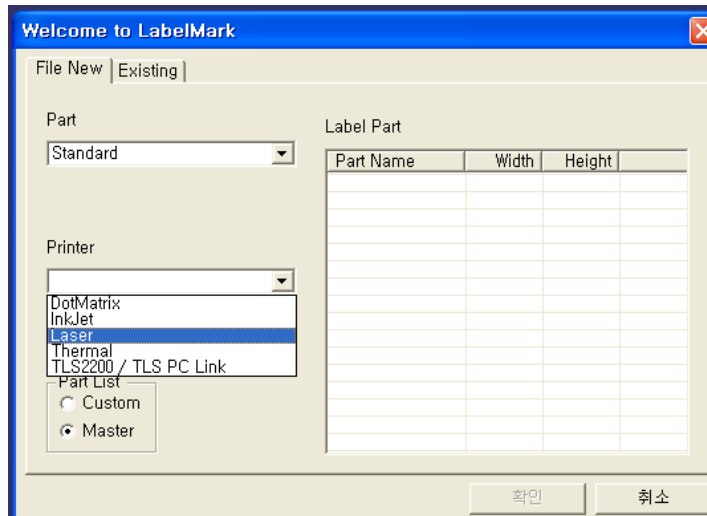 Welcome to LabelMark
File New Existing
Part
Standard
Label Part
Part Name Width Height
Printer
DotMatrix
InkJet
Laser
Thermal
TLS2200 / TLS PC Link
Part List
Custom
Master
확인 취소